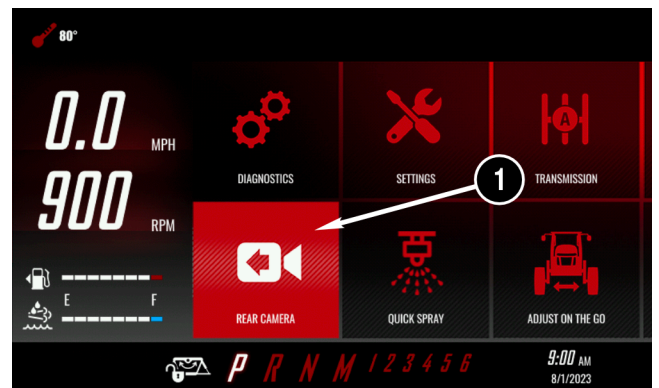 80°
0.0 MPH
900 RPM
E F
DIAGNOSTICS
SETTINGS
A
TRANSMISSION
1
REAR CAMERA
QUICK SPRAY
ADJUST ON THE GO
P R N M 1 2 3 4 5 6
9:00 AM
8/1/2023